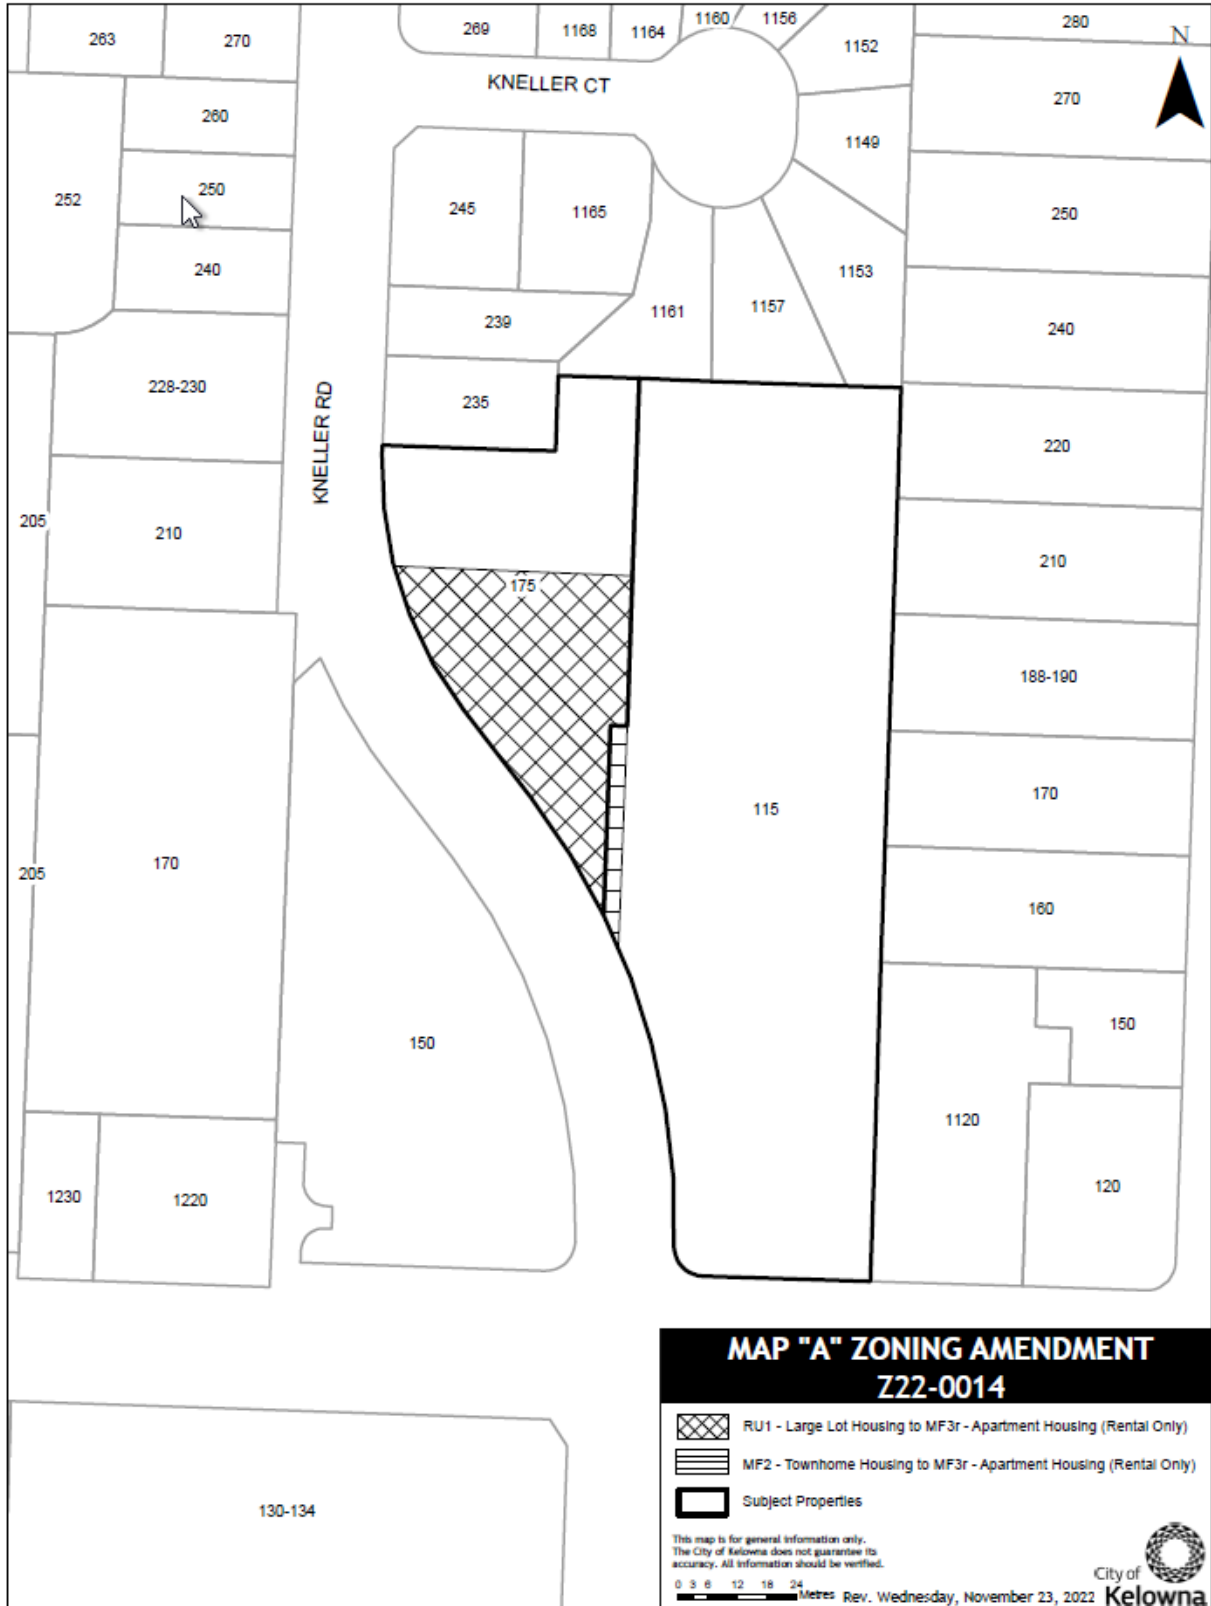 269
1168
1164
1160
1156
280
N
263
270
1152
KNELLER CT
270
260
1149
250
252
245
1165
250
240
1153
239
1161
1157
240
228-230
235
KNELLER RD
220
205
210
210
175
188-190
170
115
170
205
160
150
150
1120
1230
1220
120
130-134
MAP "A" ZONING AMENDMENT
Z22-0014
RU1 - Large Lot Housing to MF3r - Apartment Housing (Rental Only)
MF2 - Townhome Housing to MF3r - Apartment Housing (Rental Only)
Subject Properties
This map is for general information only.
The City of Kelowna does not guarantee its
accuracy. All information should be verified.
0 3 6 12 18 24 Metres
Rev. Wednesday, November 23, 2022
City of
Kelowna